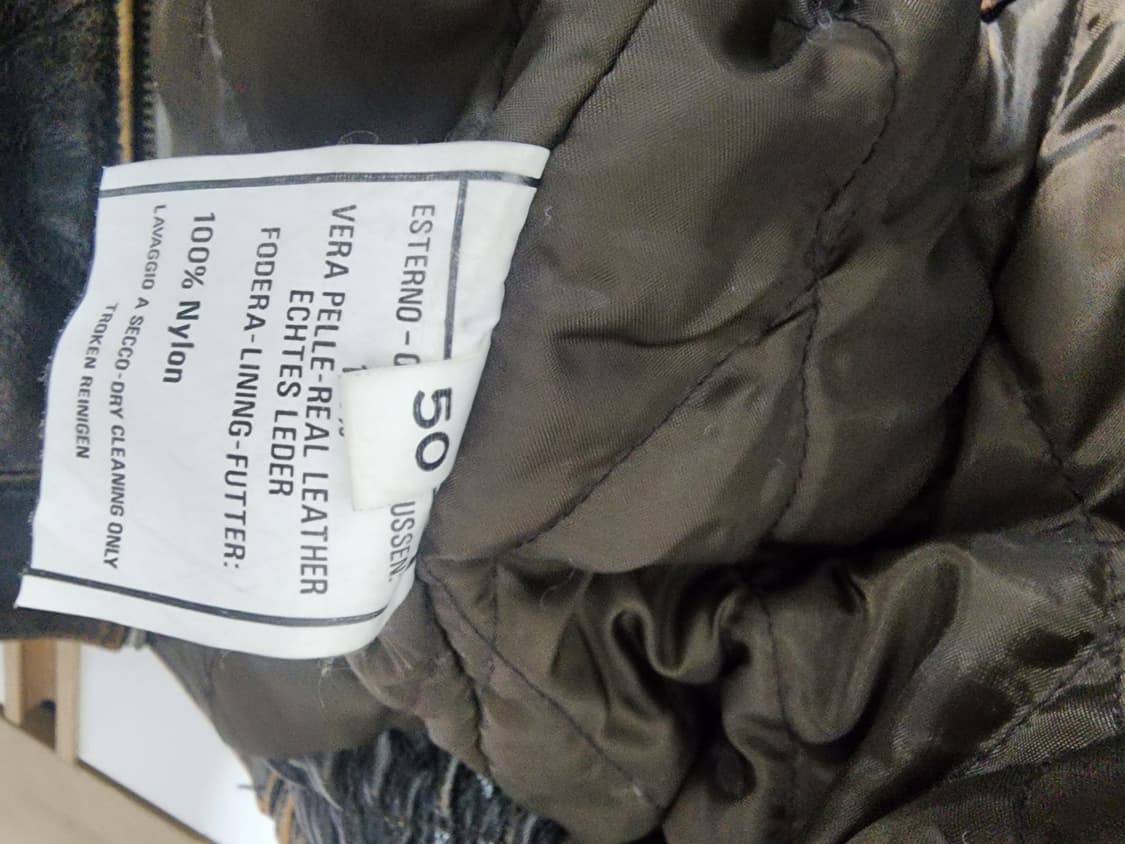 50
ESTERNO - 
USSEN:
VERA PELLE-REAL LEATHER
ECHTES LEDER
FODERA-LINING-FUTTER:
100% Nylon
LAVAGGIO A SECCO-DRY CLEANING ONLY
TROKEN REINIGEN